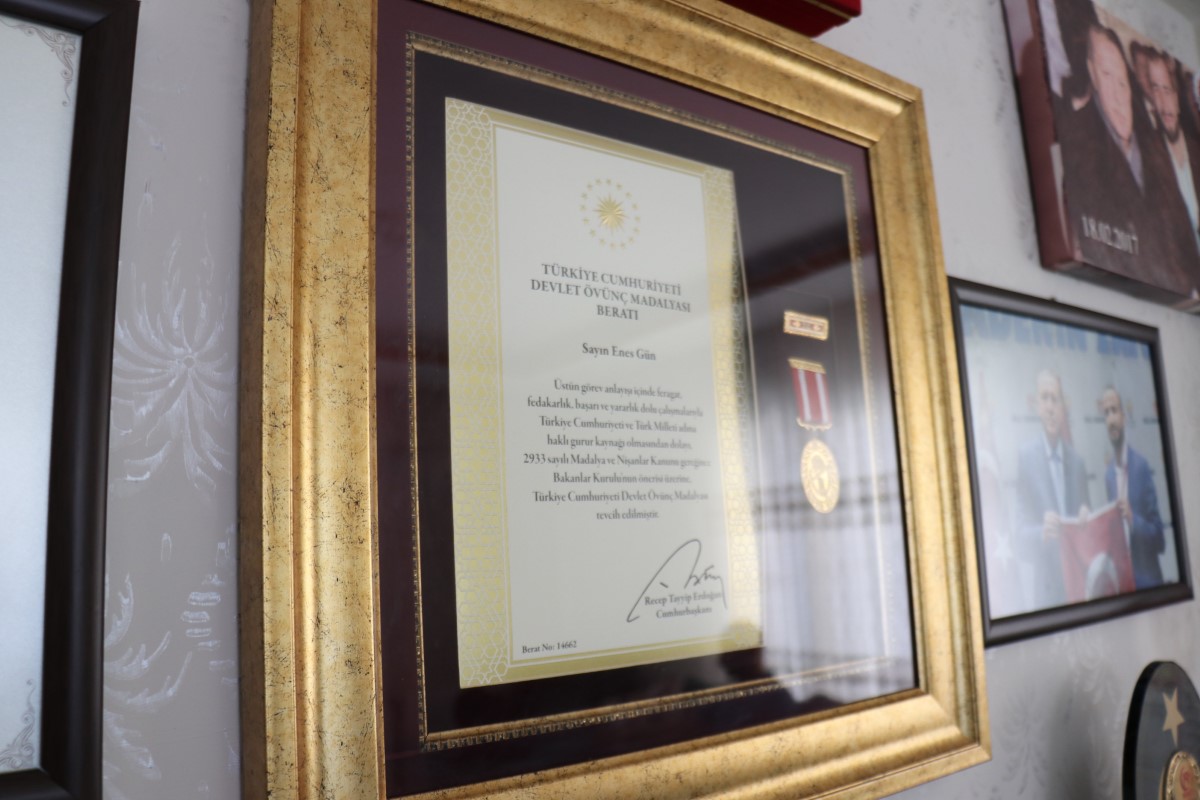 TÜRKİYE CUMHURİYETİ
DEVLET ÖVÜNÇ MADALYASI
BERATI
Sayın Enes Gün
Üstün görev anlayışı içinde feragat,
fedakarlık, başarı ve yararlık dolu çalışmalarıyla
Türkiye Cumhuriyeti ve Türk Milleti adına
haklı gurur kaynağı olmasından dolayı,
2933 sayılı Madalya ve Nişanlar Kanunu gereğince
Bakanlar Kurulu'nun önerisi üzerine,
Türkiye Cumhuriyeti Devlet Övünç Madalyası
tevcih edilmiştir.
Recep Tayyip Erdoğan
Cumhurbaşkanı
Berat No: 14662
18.02.2017